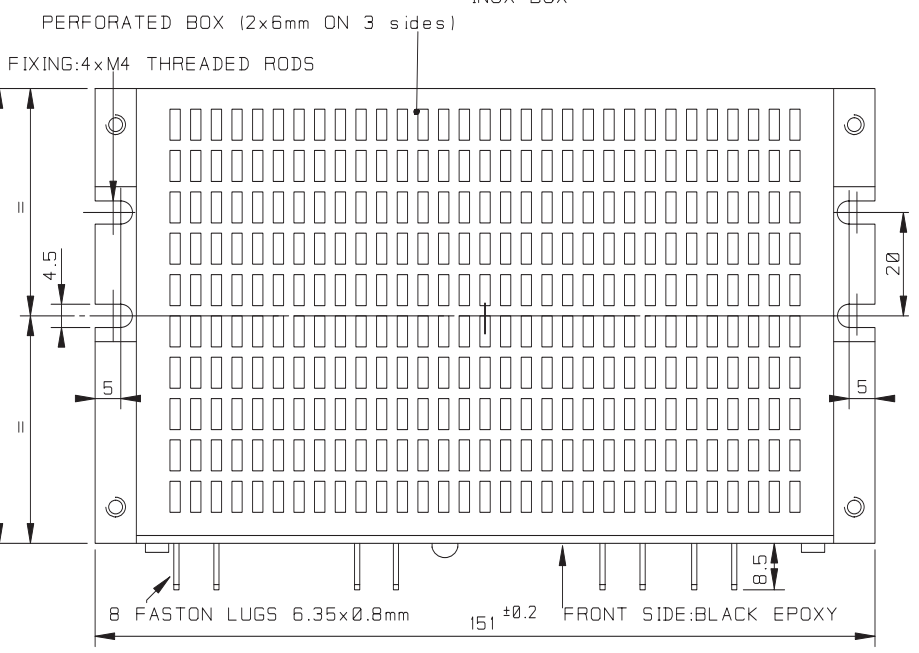 INOX BOX
PERFORATED BOX (2x6mm ON 3 sides)
FIXING:4xM4 THREADED RODS
=
4.5
20
5
5
=
8.5
8 FASTON LUGS 6.35x0.8mm
151 ±0.2
FRONT SIDE:BLACK EPOXY